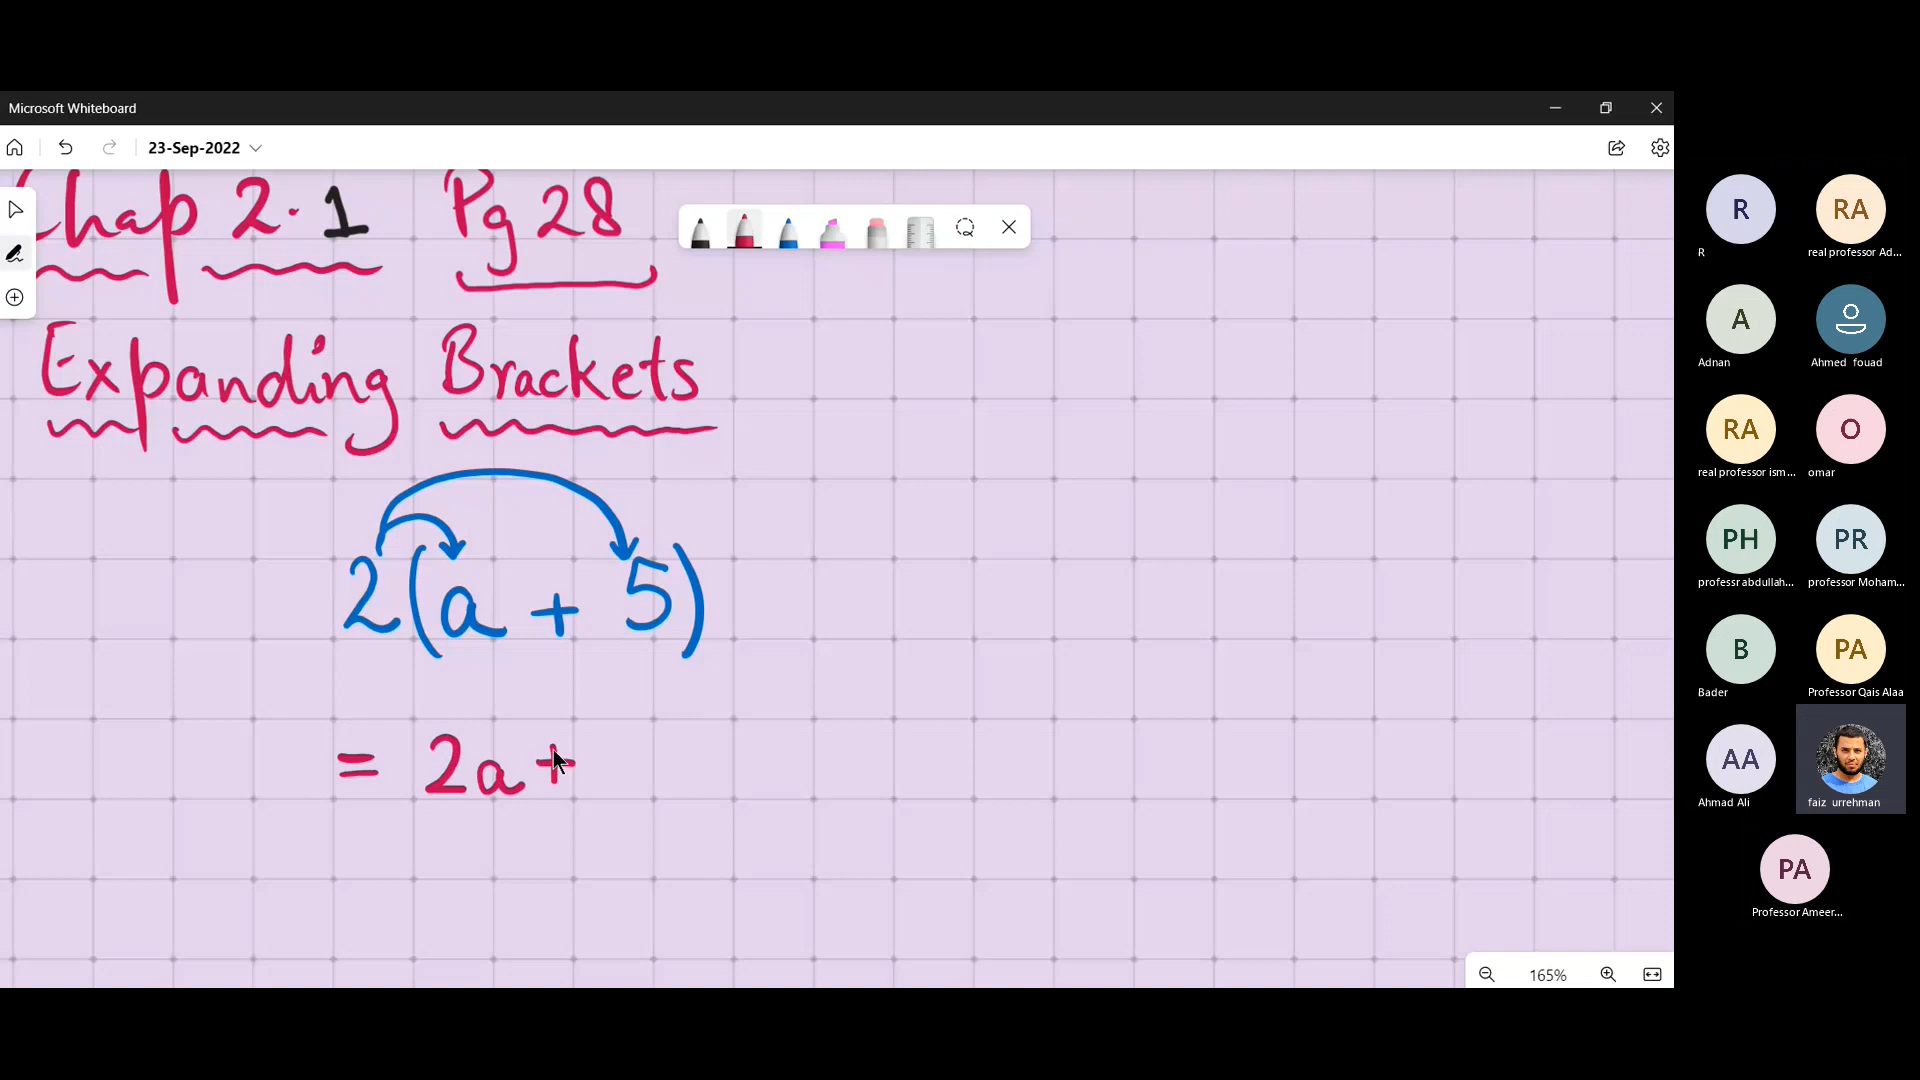 Microsoft Whiteboard
23-Sep-2022
Chap 2.1 Pg 28
Expanding Brackets
2(a + 5)
= 2a +
165%
R
R
RA
real professor Ad...
A
Adnan
Ahmed fouad
RA
real professor ism...
O
omar
PH
professr abdullah...
PR
professor Moham...
B
Bader
PA
Professor Qais Alaa
AA
Ahmad Ali
faiz urrehman
PA
Professor Ameer...